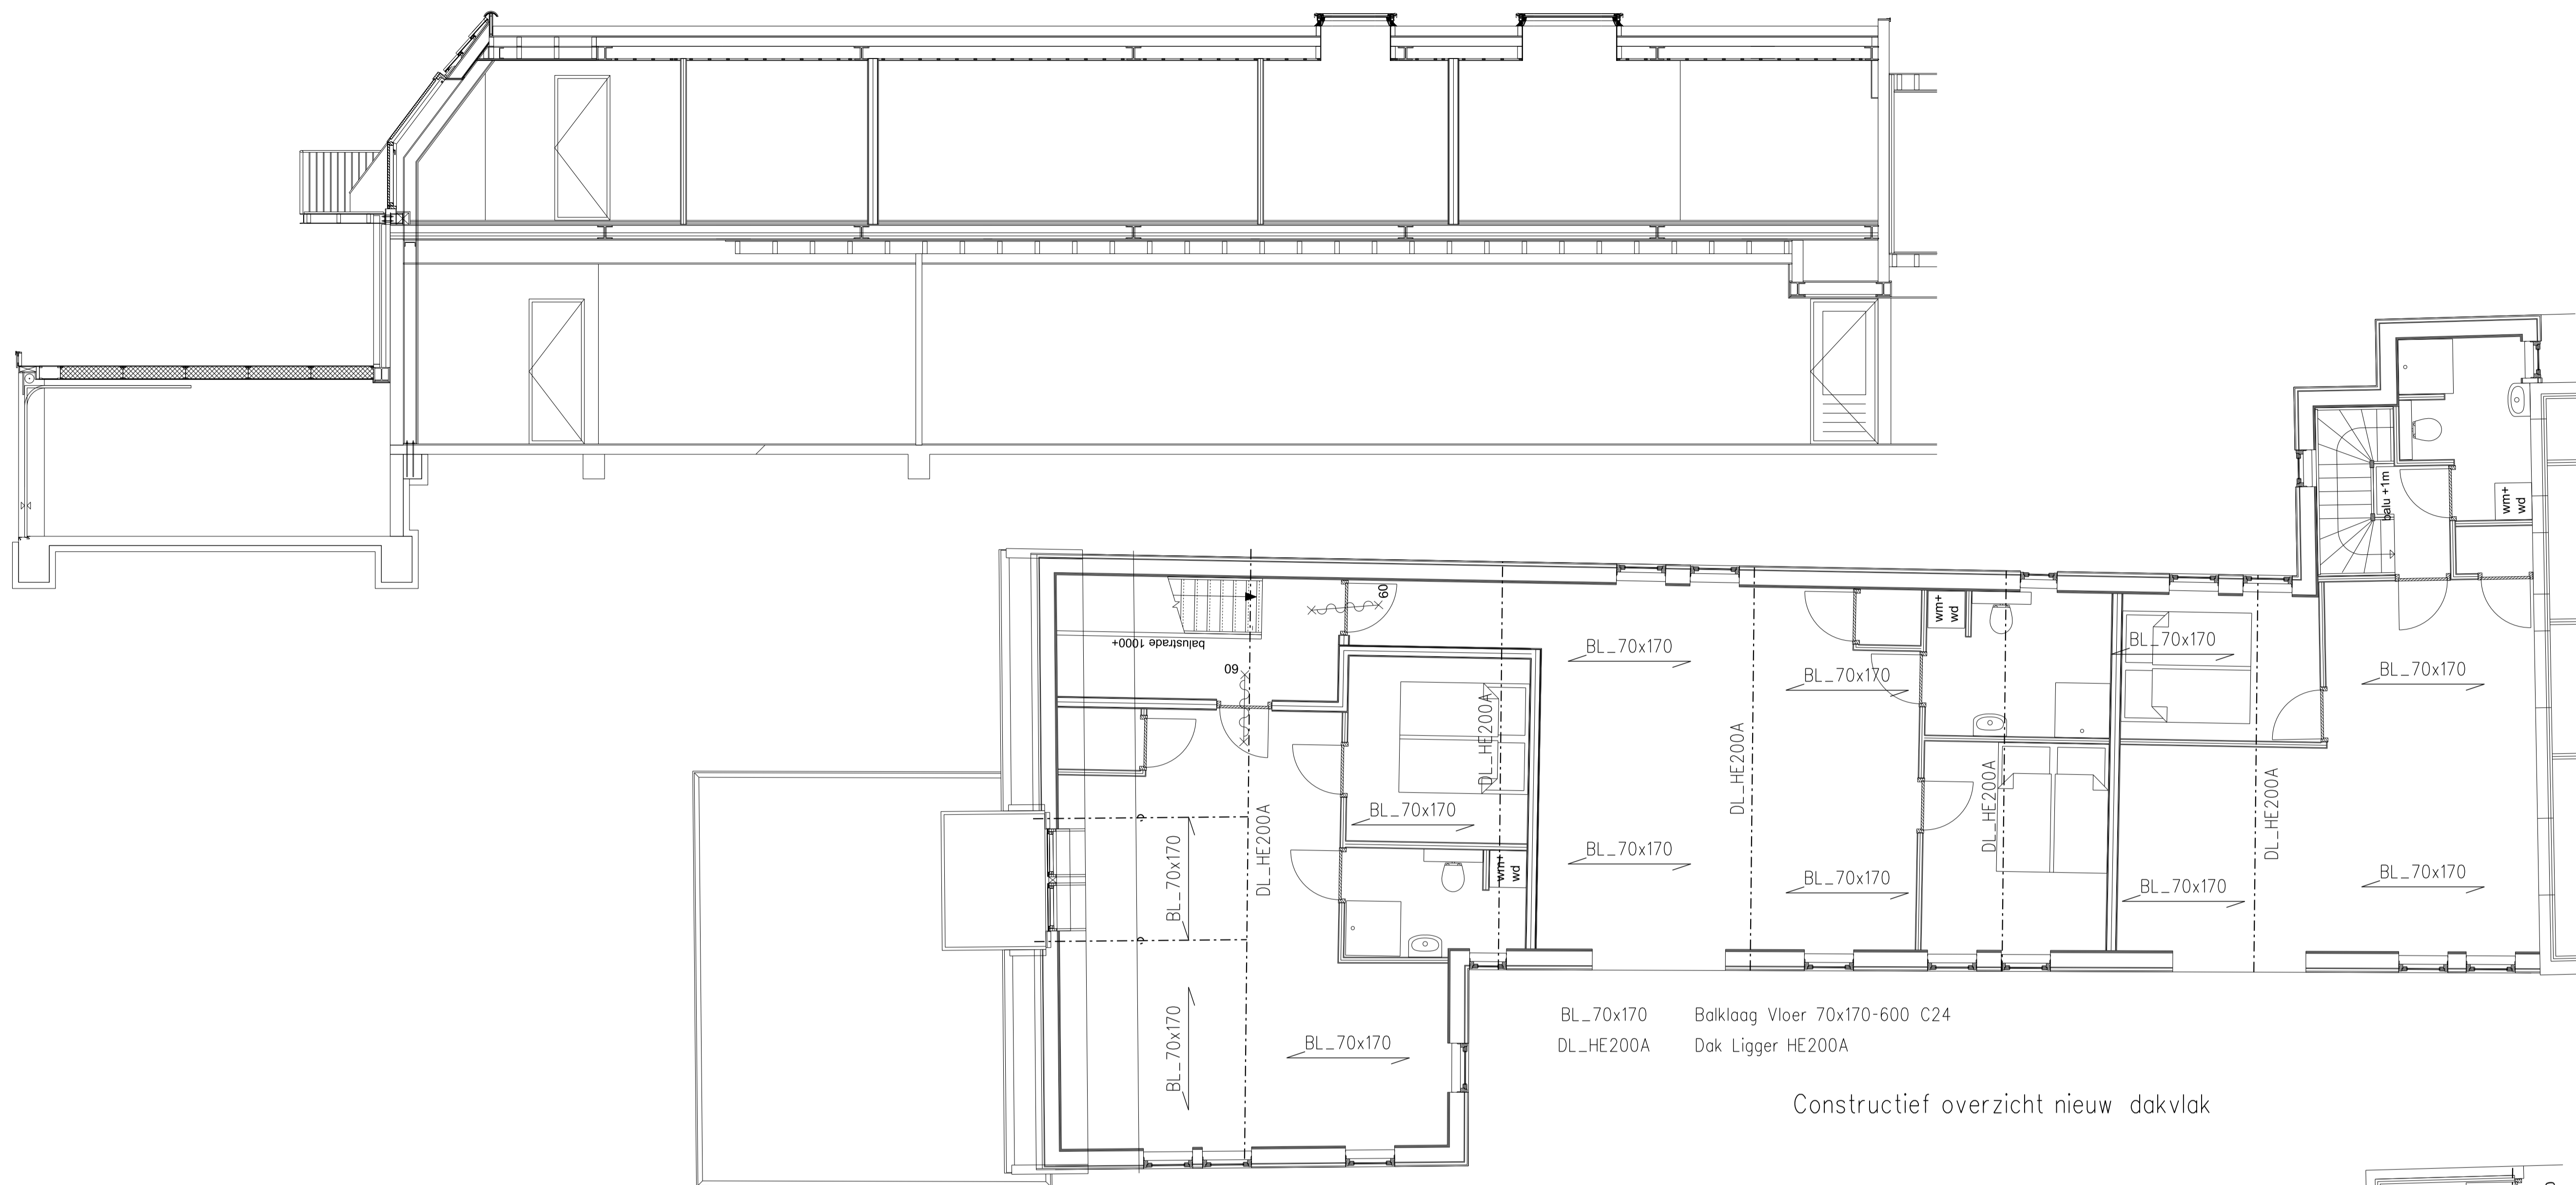 balu +1m
wm+
wd
balustrade 1000+
60
60
BL_70x170
wm+
wd
BL_70x170
BL_70x170
BL_70x170
DL_HE200A
DL_HE200A
DL_HE200A
DL_HE200A
DL_HE200A
BL_70x170
BL_70x170
BL_70x170
BL_70x170
BL_70x170
BL_70x170
wm+
wd
BL_70x170
BL_70x170
BL_70x170
BL_70x170 Balklaag Vloer 70x170-600 C24
DL_HE200A Dak Ligger HE200A
Constructief overzicht nieuw dakvlak